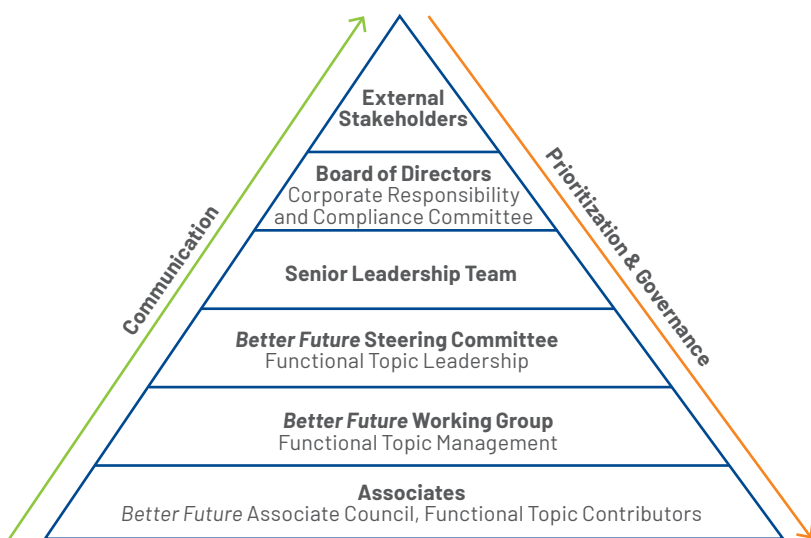 External
Stakeholders
Board of Directors
Corporate Responsibility
and Compliance Committee
Senior Leadership Team
Better Future Steering Committee
Functional Topic Leadership
Better Future Working Group
Functional Topic Management
Associates
Better Future Associate Council, Functional Topic Contributors
Communication
Prioritization & Governance